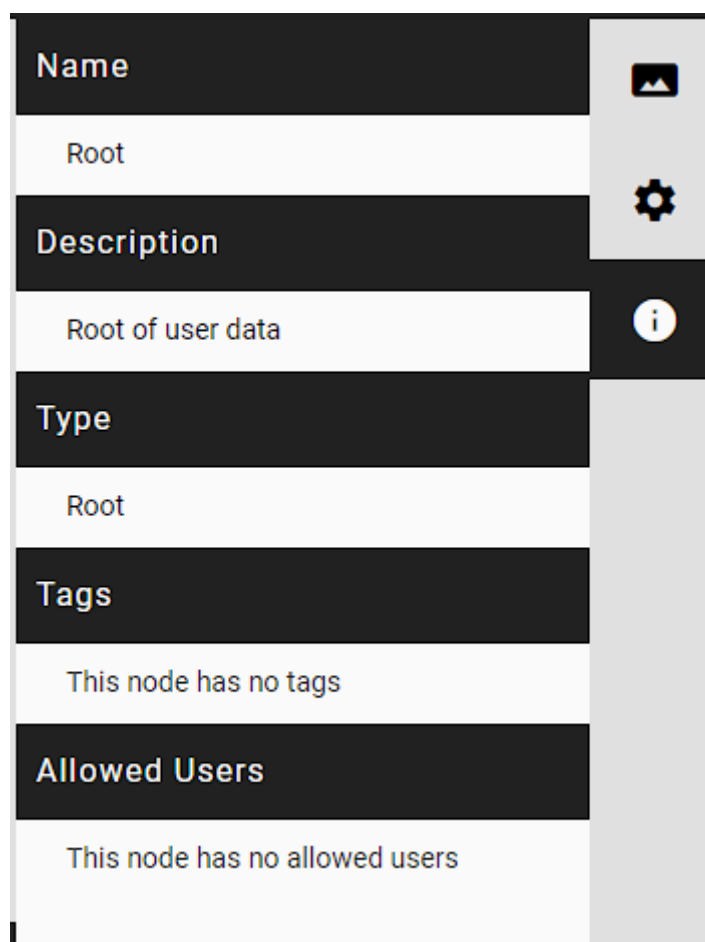 Name
Root
Description
Root of user data
Type
Root
Tags
This node has no tags
Allowed Users
This node has no allowed users